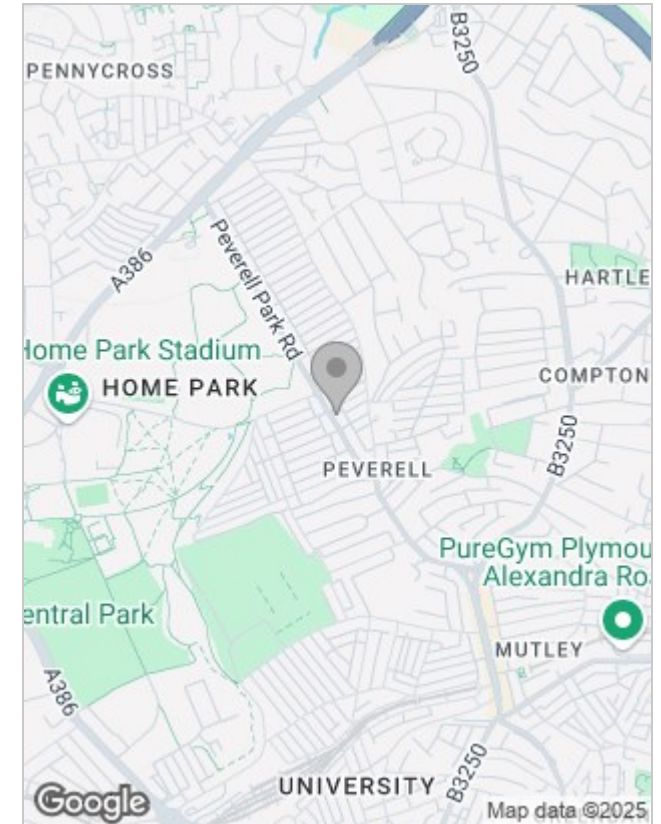 B3250
PENNYCROSS
Peverell Park Rd
A386
HARTLE
Home Park Stadium
HOME PARK
COMPTON
B3250
PEVERELL
PureGym Plymou
Alexandra Ro
entral Park
MUTLEY
A386
B3250
UNIVERSITY
Google
Map data ©2025